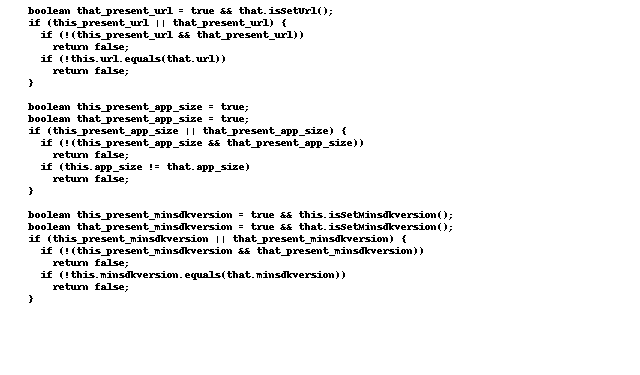 boolean that_present_url = true && that.isSetUrl();
if (this_present_url || that_present_url) {
if (!(this_present_url && that_present_url))
return false;
if (!this.url.equals(that.url))
return false;
}
boolean this_present_app_size = true;
boolean that_present_app_size = true;
if (this_present_app_size || that_present_app_size) {
if (!(this_present_app_size && that_present_app_size))
return false;
if (this.app_size != that.app_size)
return false;
}
boolean this_present_minsdkversion = true && this.isSetMinsdkversion();
boolean that_present_minsdkversion = true && that.isSetMinsdkversion();
if (this_present_minsdkversion || that_present_minsdkversion) {
if (!(this_present_minsdkversion && that_present_minsdkversion))
return false;
if (!this.minsdkversion.equals(that.minsdkversion))
return false;
}